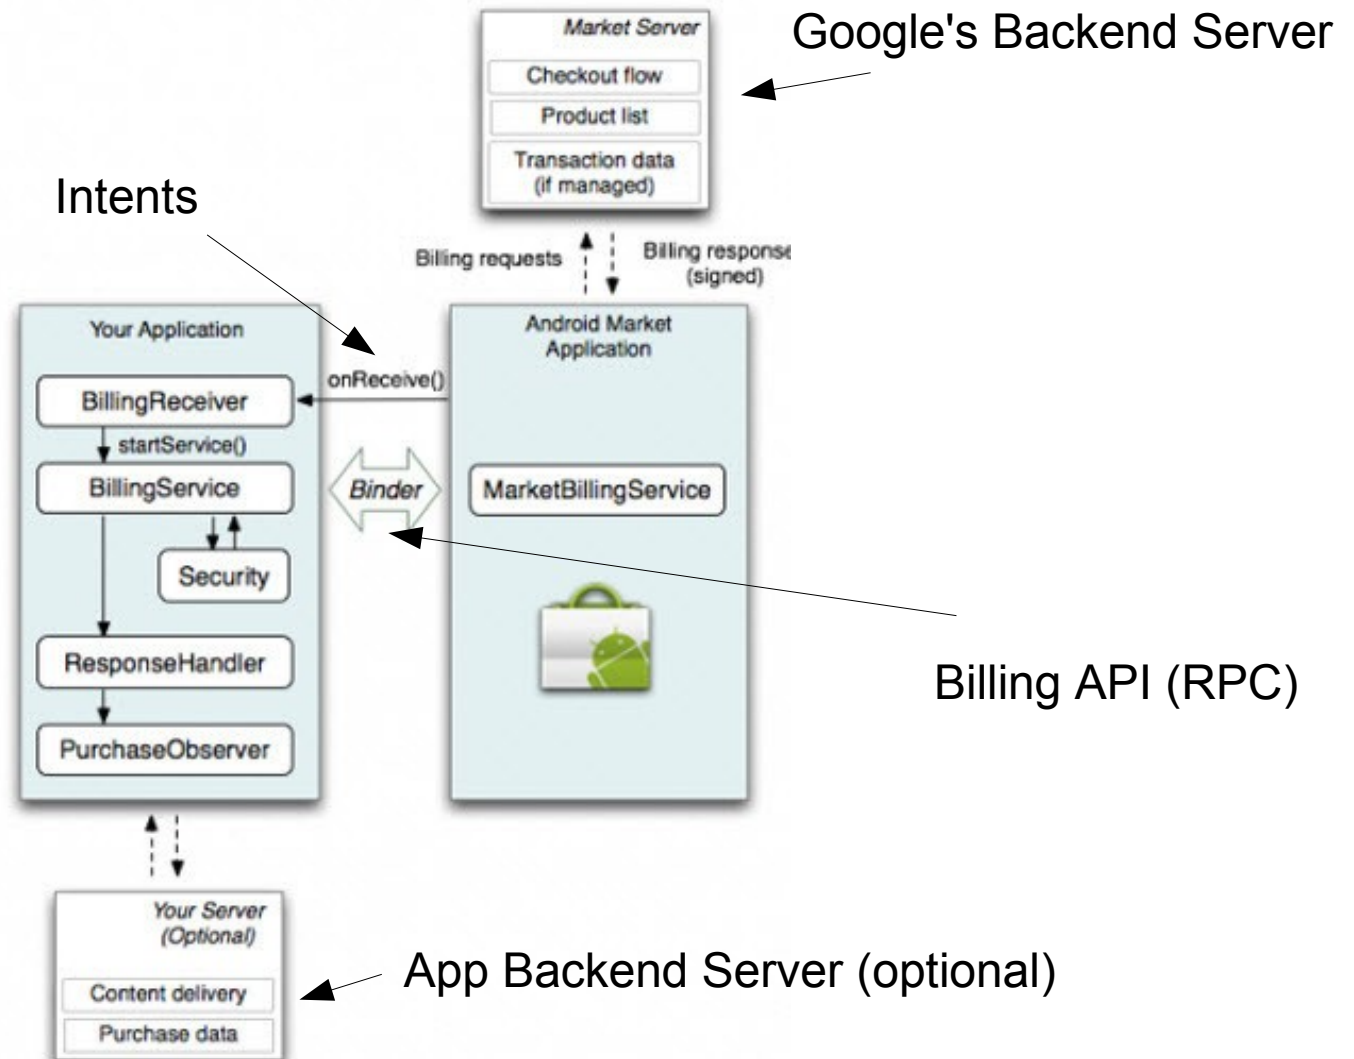 Market Server
Google's Backend Server
Checkout flow
Product list
Transaction data
(if managed)
Intents
Billing requests
Billing response
(signed)
Your Application
Android Market
Application
onReceive()
BillingReceiver
startService()
BillingService
Binder
MarketBillingService
Security
ResponseHandler
Billing API (RPC)
PurchaseObserver
Your Server
(Optional)
App Backend Server (optional)
Content delivery
Purchase data